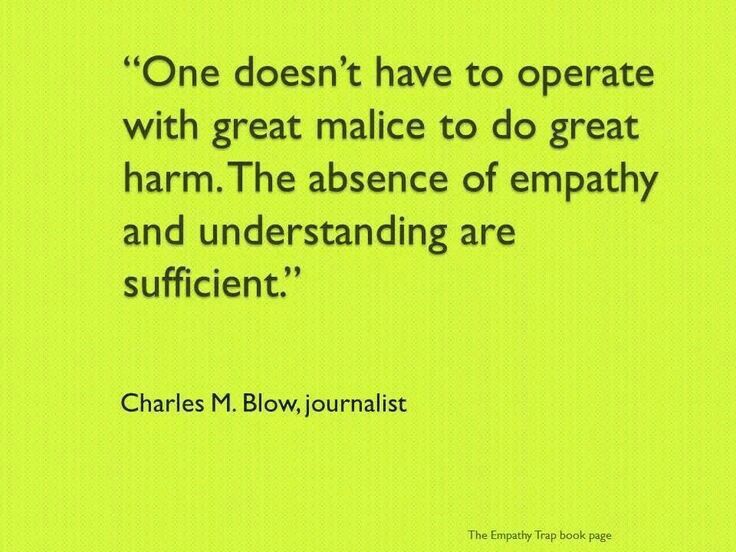 “One doesn’t have to operate
with great malice to do great
harm. The absence of empathy
and understanding are
sufficient.”
Charles M. Blow, journalist
The Empathy Trap book page